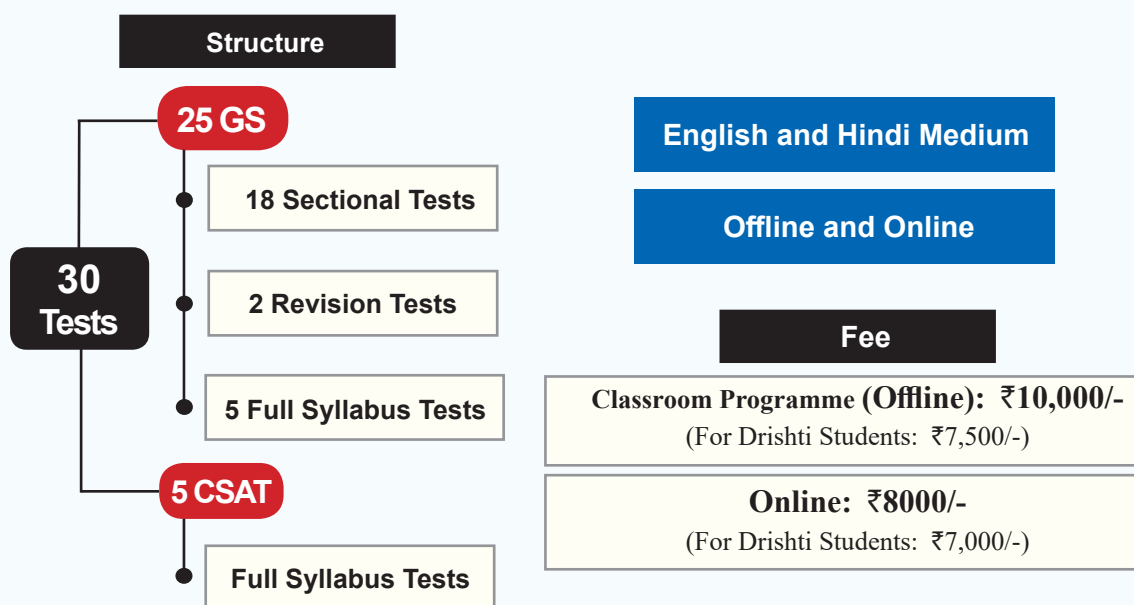 Structure
25 GS
18 Sectional Tests
2 Revision Tests
5 Full Syllabus Tests
30
Tests
5 CSAT
Full Syllabus Tests
English and Hindi Medium
Offline and Online
Fee
Classroom Programme (Offline): ₹10,000/-
(For Drishti Students: ₹7,500/-)
Online: ₹8000/-
(For Drishti Students: ₹7,000/-)